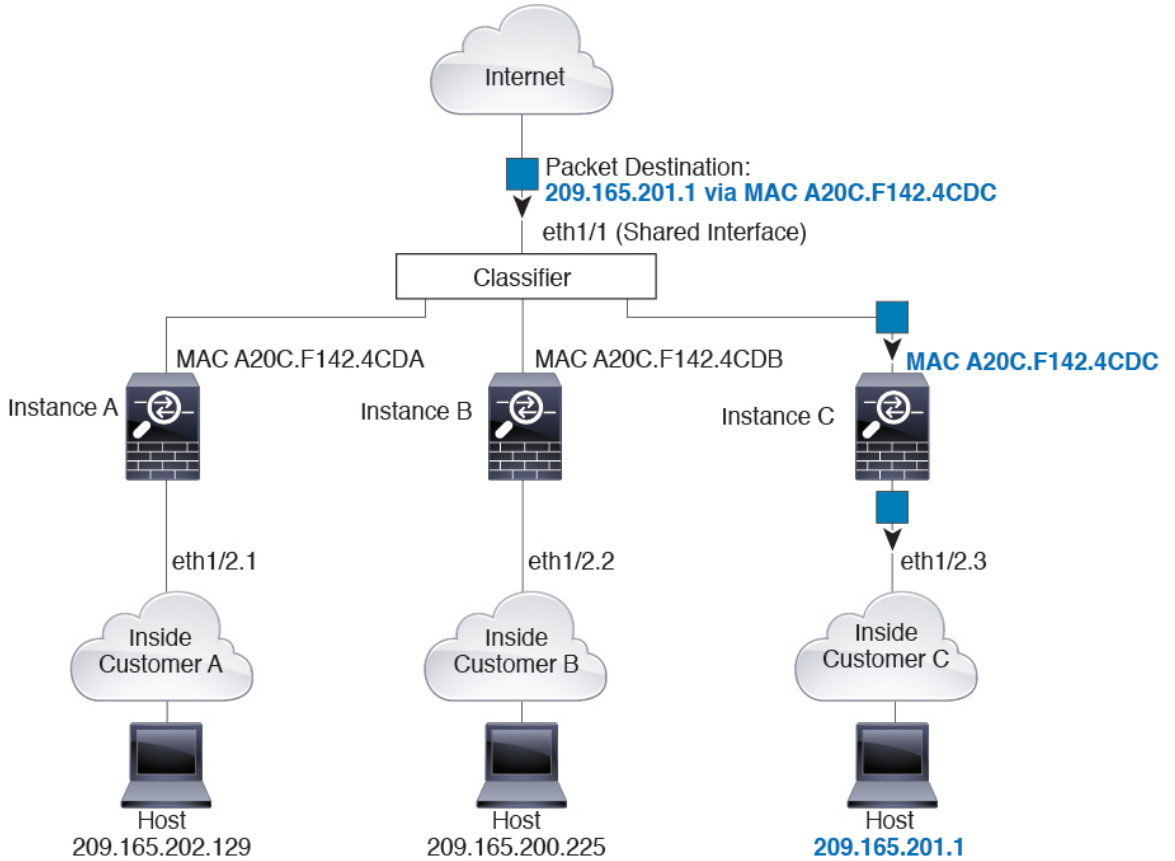 Internet
Packet Destination:
209.165.201.1 via MAC A20C.F142.4CDC
eth1/1 (Shared Interface)
Classifier
MAC A20C.F142.4CDA
MAC A20C.F142.4CDB
MAC A20C.F142.4CDC
Instance A
Instance B
Instance C
eth1/2.1
eth1/2.2
eth1/2.3
Inside
Customer A
Inside
Customer B
Inside
Customer C
Host
209.165.202.129
Host
209.165.200.225
Host
209.165.201.1